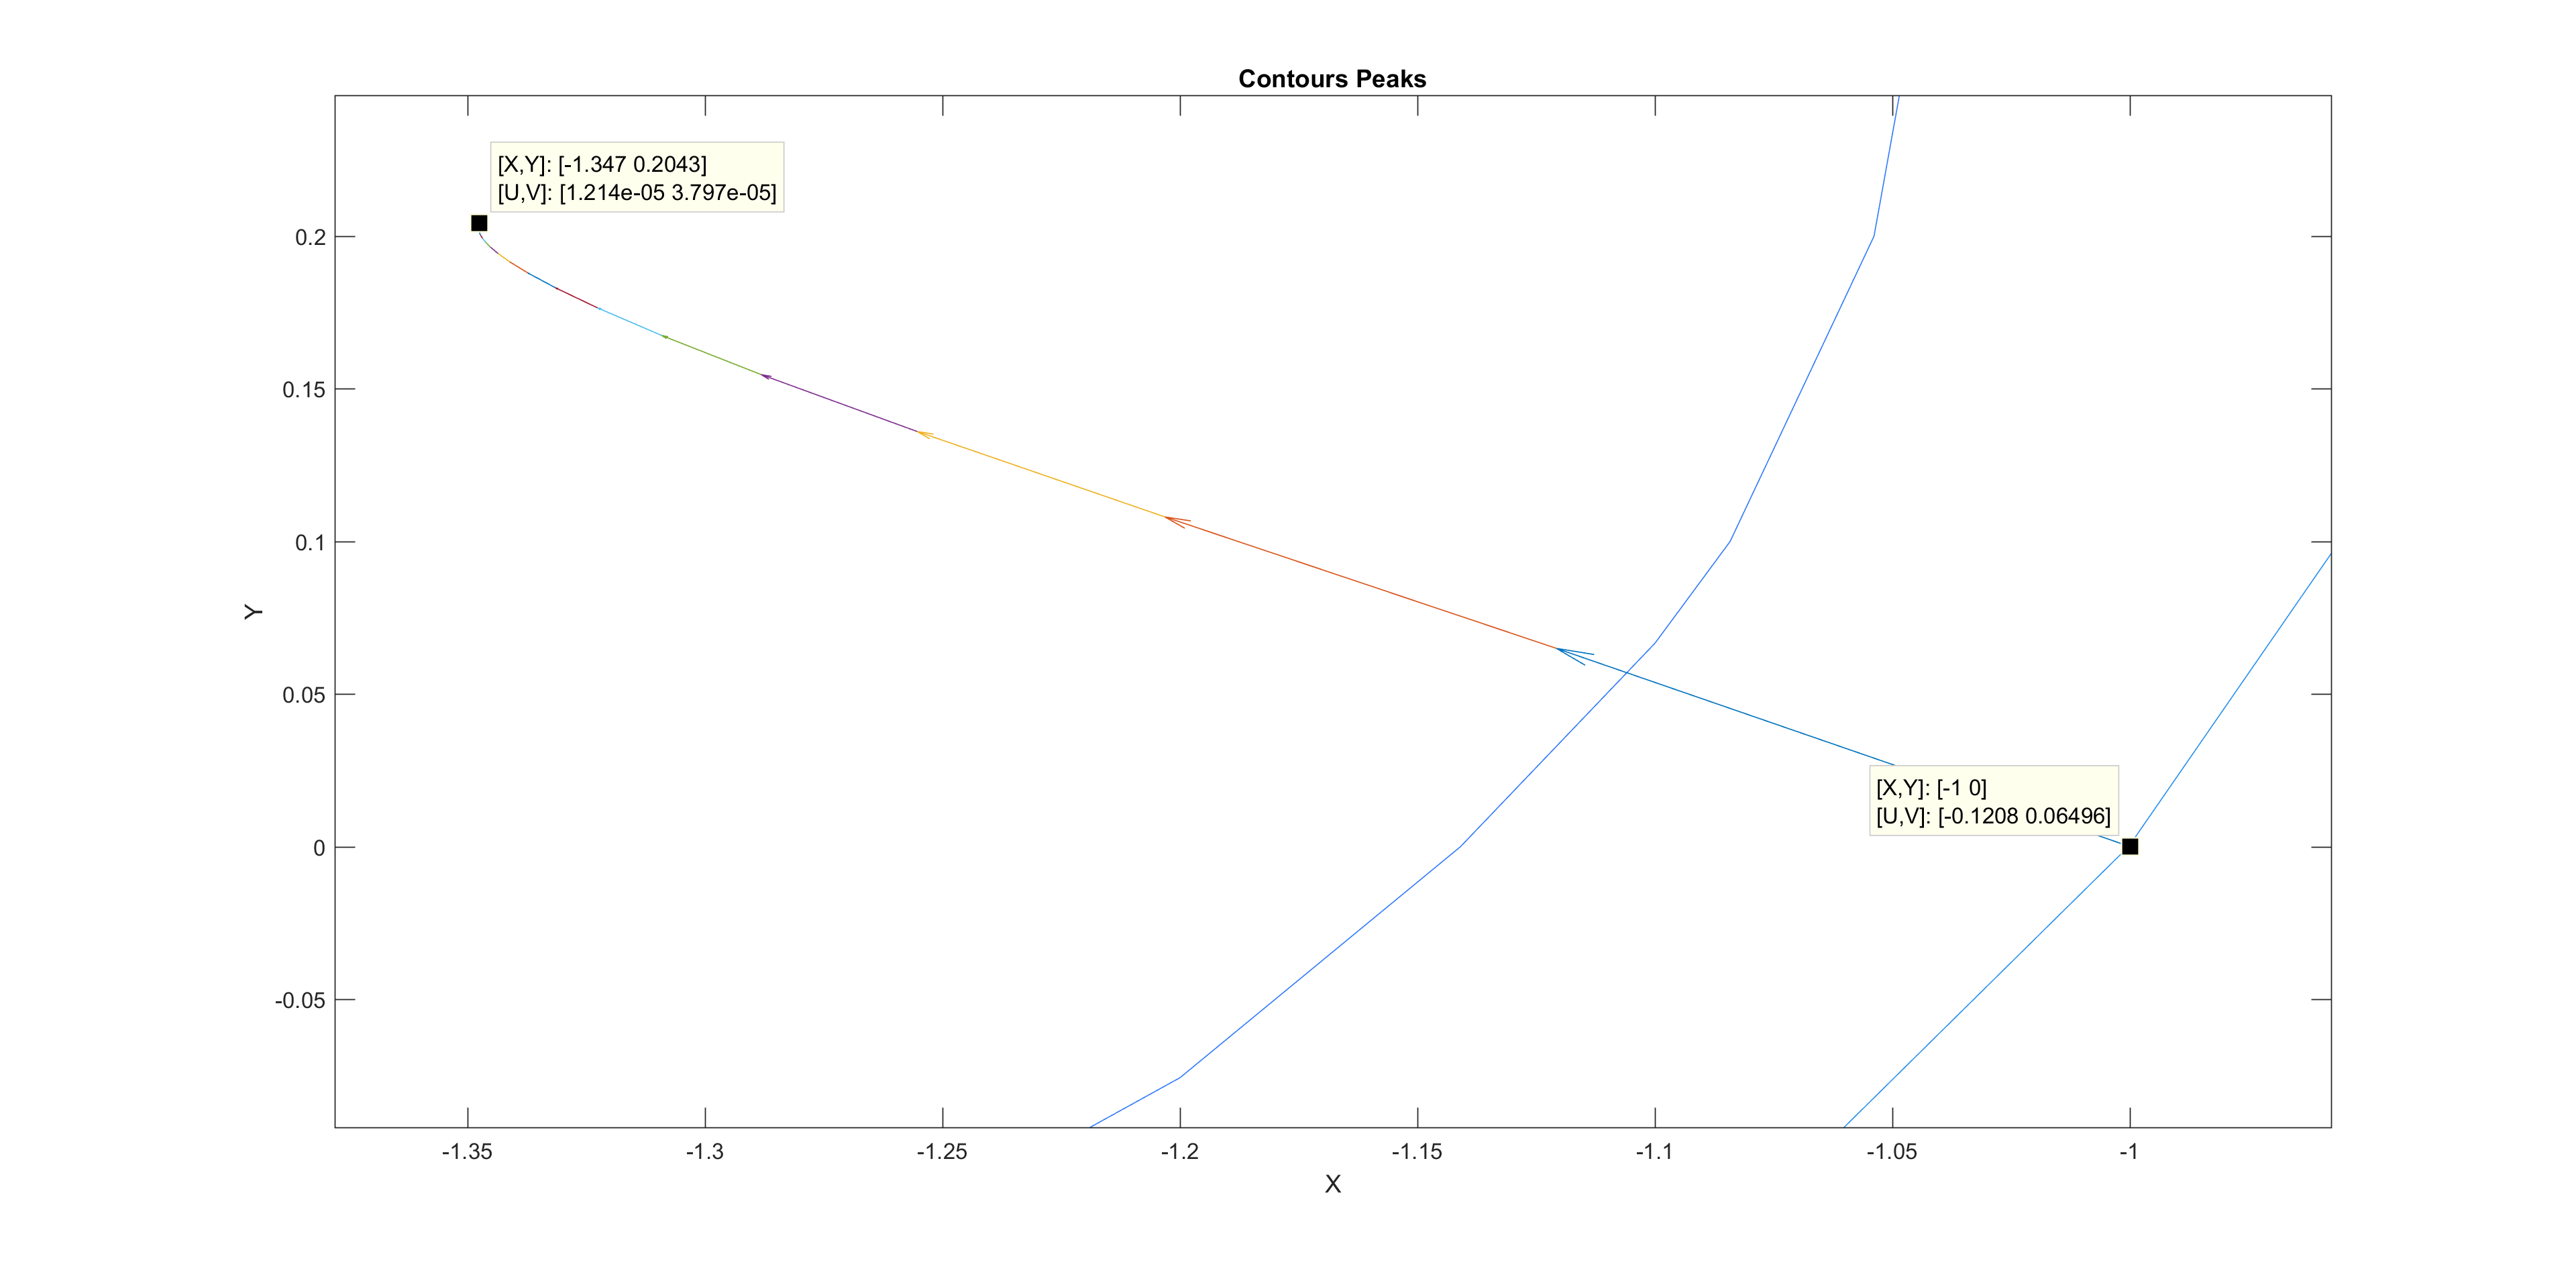 Contours Peaks
[X,Y]: [-1.347 0.2043]
[U,V]: [1.214e-05 3.797e-05]
0.2
0.15
0.1
0.05
0
-0.05
Y
[X,Y]: [-1 0]
[U,V]: [-0.1208 0.06496]
-1.35 -1.3 -1.25 -1.2 -1.15 -1.1 -1.05 -1
X